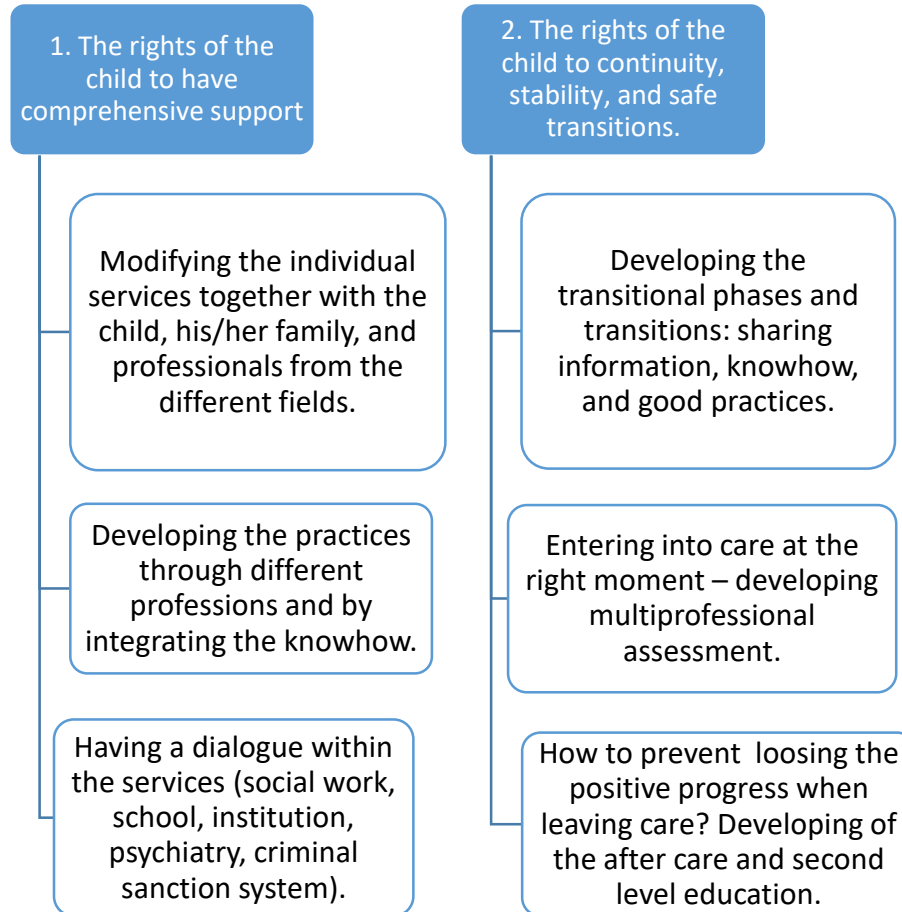 1. The rights of the
child to have
comprehensive support
Modifying the individual
services together with the
child, his/her family, and
professionals from the
different fields.
Developing the practices
through different
professions and by
integrating the knowhow.
Having a dialogue within
the services (social work,
school, institution,
psychiatry, criminal
sanction system).
2. The rights of the
child to continuity,
stability, and safe
transitions.
Developing the
transitional phases and
transitions: sharing
information, knowhow,
and good practices.
Entering into care at the
right moment – developing
multiprofessional
assessment.
How to prevent  loosing the
positive progress when
leaving care? Developing of
the after care and second
level education.